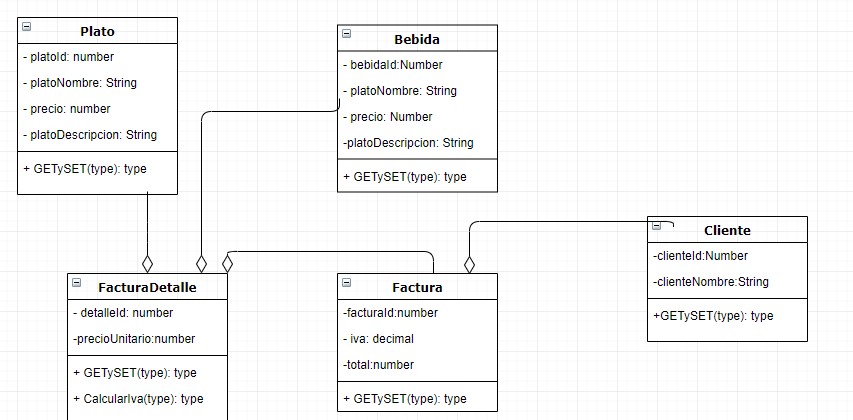 Plato
- platoId: number
- platoNombre: String
- precio: number
- platoDescripcion: String
+ GETySET(type): type
Bebida
- bebidaId:Number
- platoNombre: String
- precio: Number
-platoDescripcion: String
+ GETySET(type): type
Cliente
-clienteId:Number
-clienteNombre:String
+GETySET(type): type
FacturaDetalle
- detalleId: number
-precioUnitario:number
+ GETySET(type): type
+ CalcularIva(type): type
Factura
-facturaId:number
- iva: decimal
-total:number
+ GETySET(type): type